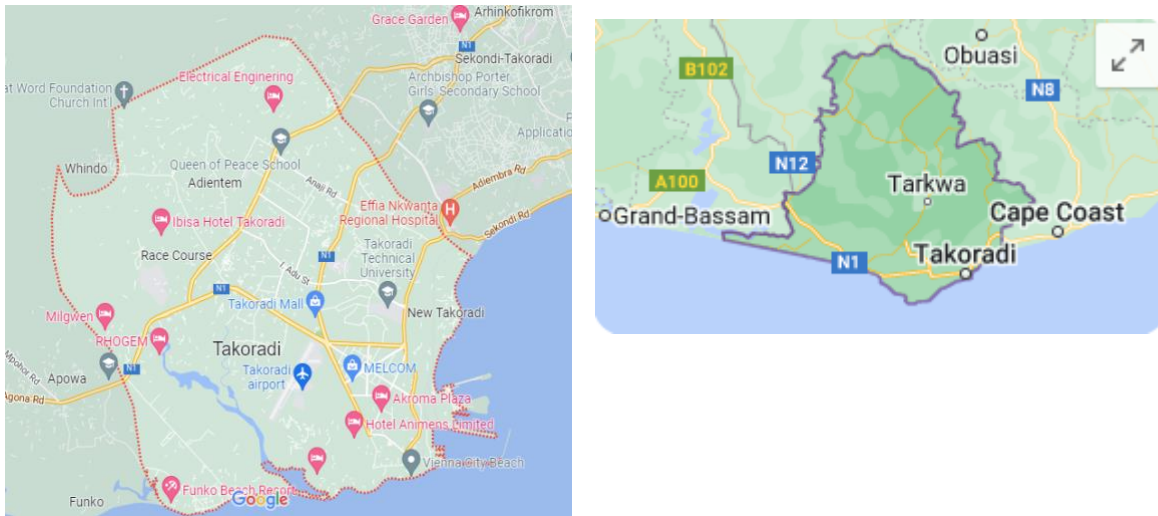 Grace Garden
Arhinkofikrom
N1
Sekondi-Takoradi
Electrical Enginering
Archbishop Porter
Girls Secondary School
at Word Foundation
Church Int'l
Applicatio
Queen of Peace School
Whindo
Adientem
Anaji Rd
Adiembra Rd
Effia Nkwanta
Regional Hospital
H
Sekondi Rd
Ibisa Hotel Takoradi
Race Course
Takoradi
Technical
University
N1
I. Adu St
N1
Takoradi Mall
New Takoradi
Milgwen
RHOGEM
Takoradi
Mpohor Rd
N1
Apowa
Takoradi
airport
MELCOM
Agona Rd
Akroma Plaza
Hotel Animens Limited
Vienna City Beach
Funko Beach Resort
Funko
Google
Obuasi
B102
N8
N12
A100
Tarkwa
Grand-Bassam
Cape Coast
Takoradi
N1